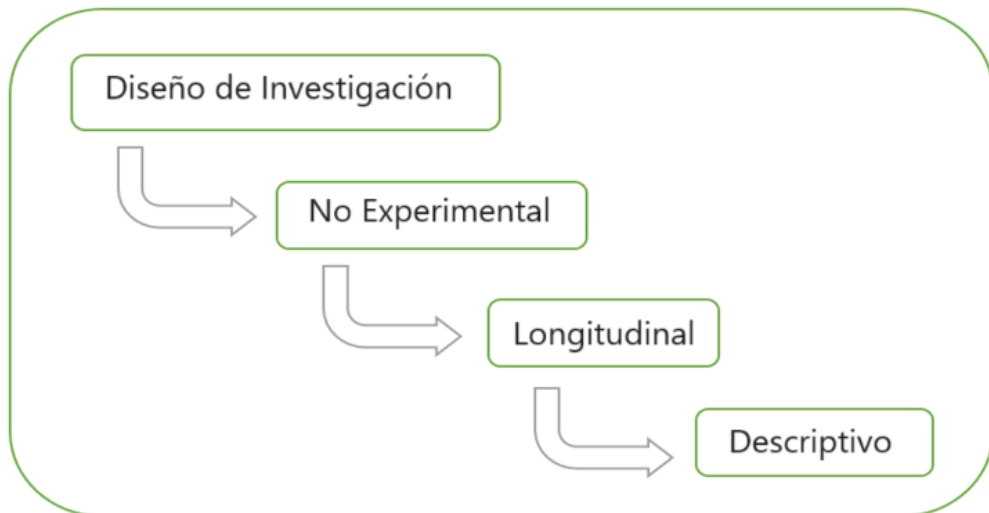 Diseño de Investigación
No Experimental
Longitudinal
Descriptivo